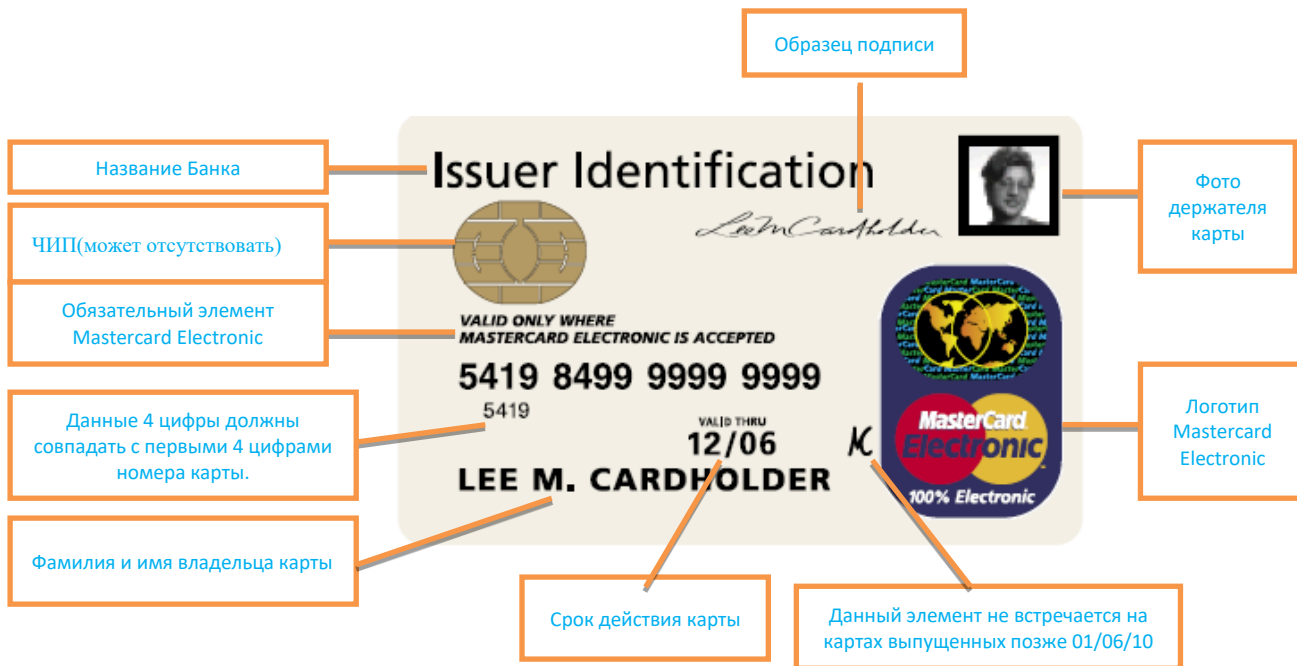 Образец подписи
Название Банка
ЧИП(может отсутствовать)
Обязательный элемент
Mastercard Electronic
Данные 4 цифры должны
совпадать с первыми 4 цифрами
номера карты.
Фамилия и имя владельца карты
Issuer Identification
LeeMCardholder
VALID ONLY WHERE
MASTERCARD ELECTRONIC IS ACCEPTED
5419 8499 9999 9999
5419
VALID THRU
12/06
MC
LEE M. CARDHOLDER
MasterCard
Electronic
100% Electronic
Фото
держателя
карты
Логотип
Mastercard
Electronic
Срок действия карты
Данный элемент не встречается на
картах выпущенных позже 01/06/10